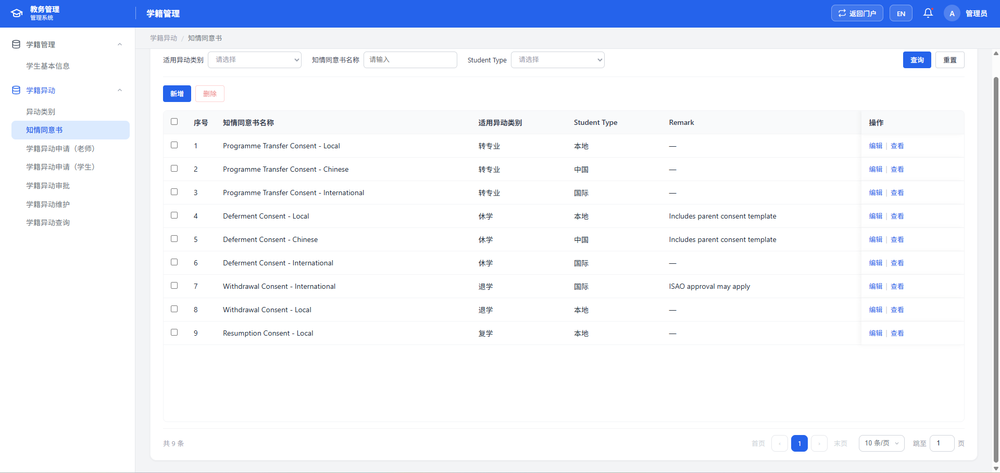 教务管理
管理系统
学籍管理
返回门户
EN
A
管理员
学籍管理
学生基本信息
学籍异动
异动类别
知情同意书
学籍异动申请（老师）
学籍异动申请（学生）
学籍异动审批
学籍异动维护
学籍异动查询
学籍异动 / 知情同意书
适用异动类别 请选择 知情同意书名称 请输入 Student Type 请选择 查询 重置
新增 删除
序号 知情同意书名称 适用异动类别 Student Type Remark 操作
1 Programme Transfer Consent - Local 转专业 本地 — 编辑 | 查看
2 Programme Transfer Consent - Chinese 转专业 中国 — 编辑 | 查看
3 Programme Transfer Consent - International 转专业 国际 — 编辑 | 查看
4 Deferment Consent - Local 休学 本地 Includes parent consent template 编辑 | 查看
5 Deferment Consent - Chinese 休学 中国 Includes parent consent template 编辑 | 查看
6 Deferment Consent - International 休学 国际 — 编辑 | 查看
7 Withdrawal Consent - International 退学 国际 ISAO approval may apply 编辑 | 查看
8 Withdrawal Consent - Local 退学 本地 — 编辑 | 查看
9 Resumption Consent - Local 复学 本地 — 编辑 | 查看
共 9 条 首页 ‹ 1 › 末页 10 条/页 跳至 1 页